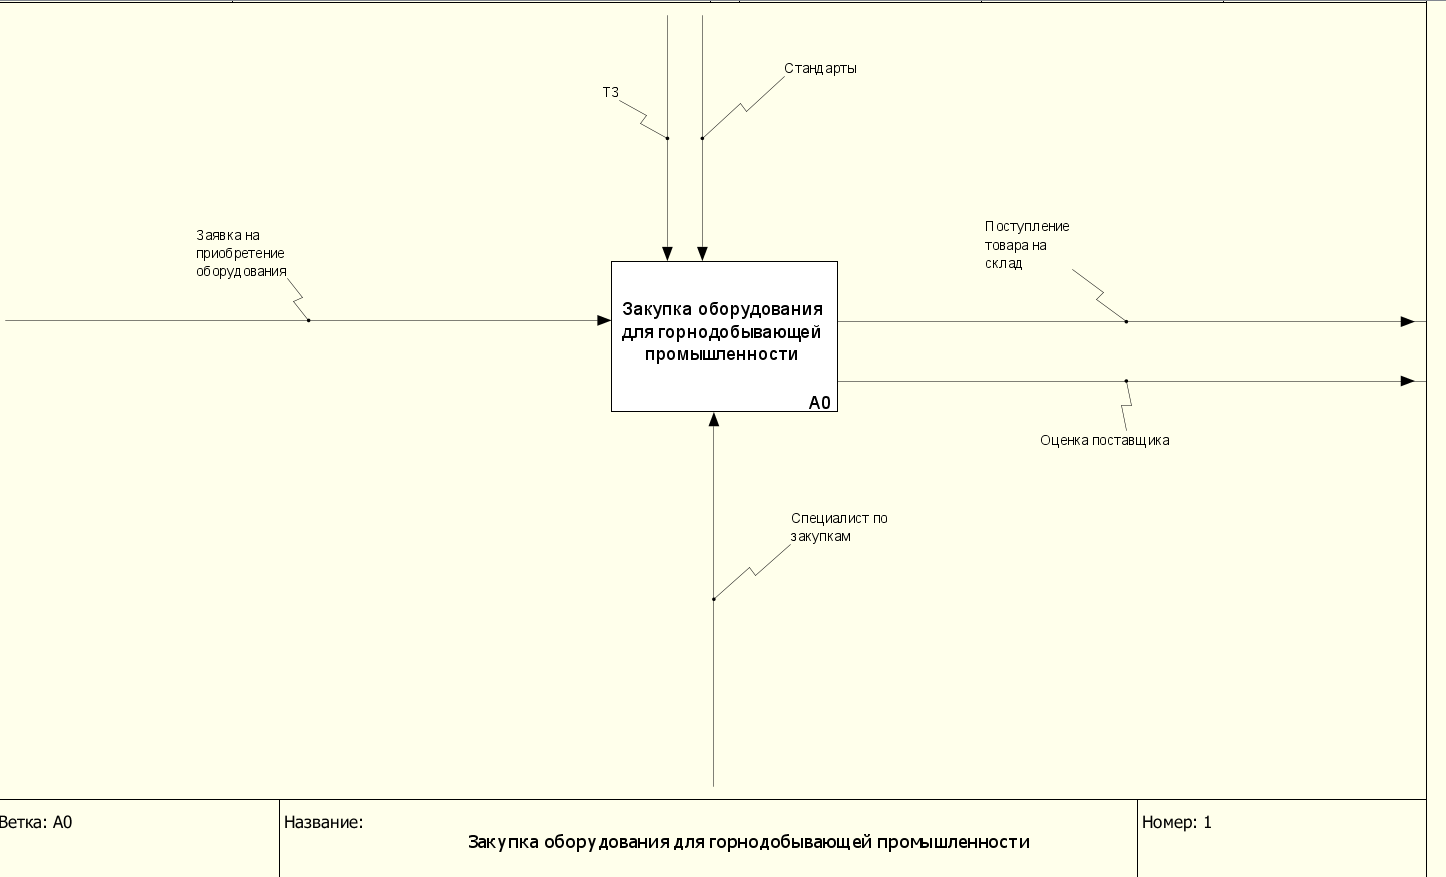 Стандарты
ТЗ
Заявка на
приобретение
оборудования
Поступление
товара на
склад
Закупка оборудования
для горнодобывающей
промышленности
A0
Оценка поставщика
Специалист по
закупкам
Ветка: A0
Название:
Закупка оборудования для горнодобывающей промышленности
Номер: 1